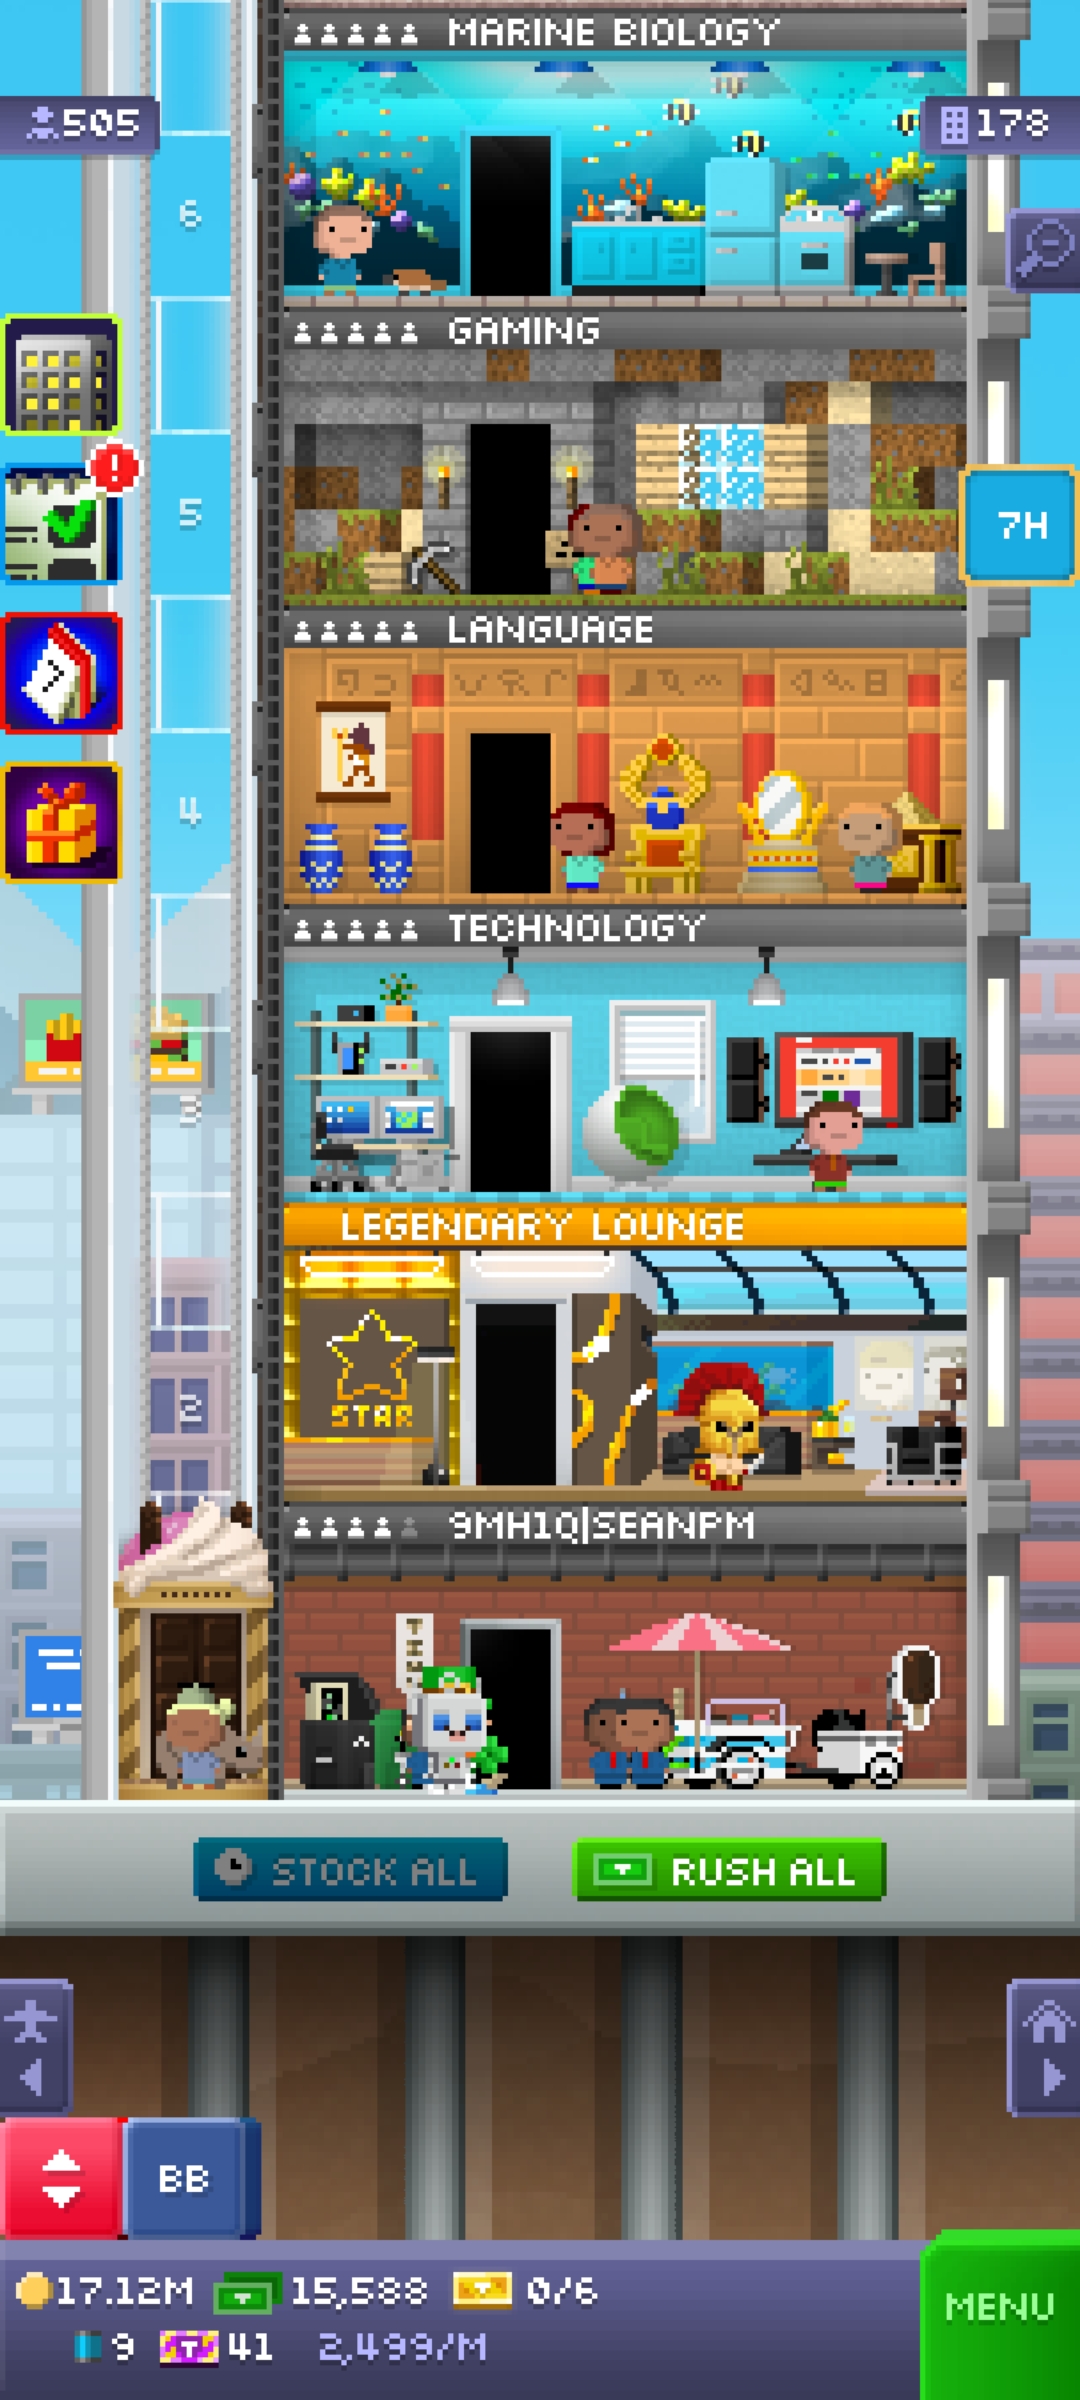 MARINE BIOLOGY
505
178
6
GAMING
5
7H
LANGUAGE
4
TECHNOLOGY
3
LEGENDARY LOUNGE
STAR
2
9MH1Q|SEANPM
STOCK ALL
RUSH ALL
BB
17.12M 15,588 0/6
MENU
9 41 2,499/M